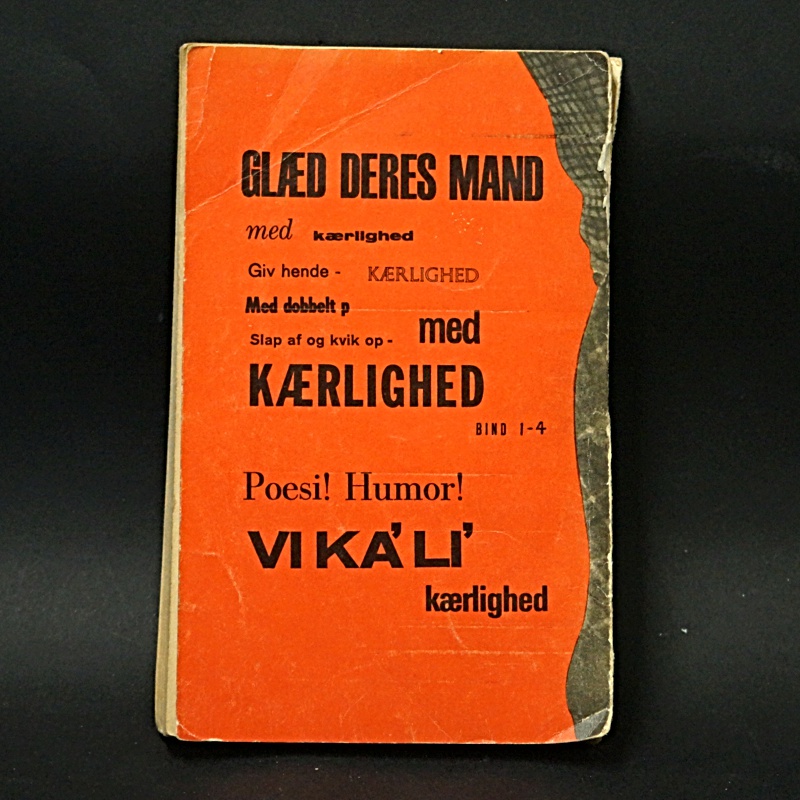 GLÆD DERES MAND
med kærlighed
Giv hende - KÆRLIGHED
Med dobbelt p
Slap af og kvik op - med
KÆRLIGHED
BIND 1-4
Poesi! Humor!
VI KA' LI'
kærlighed